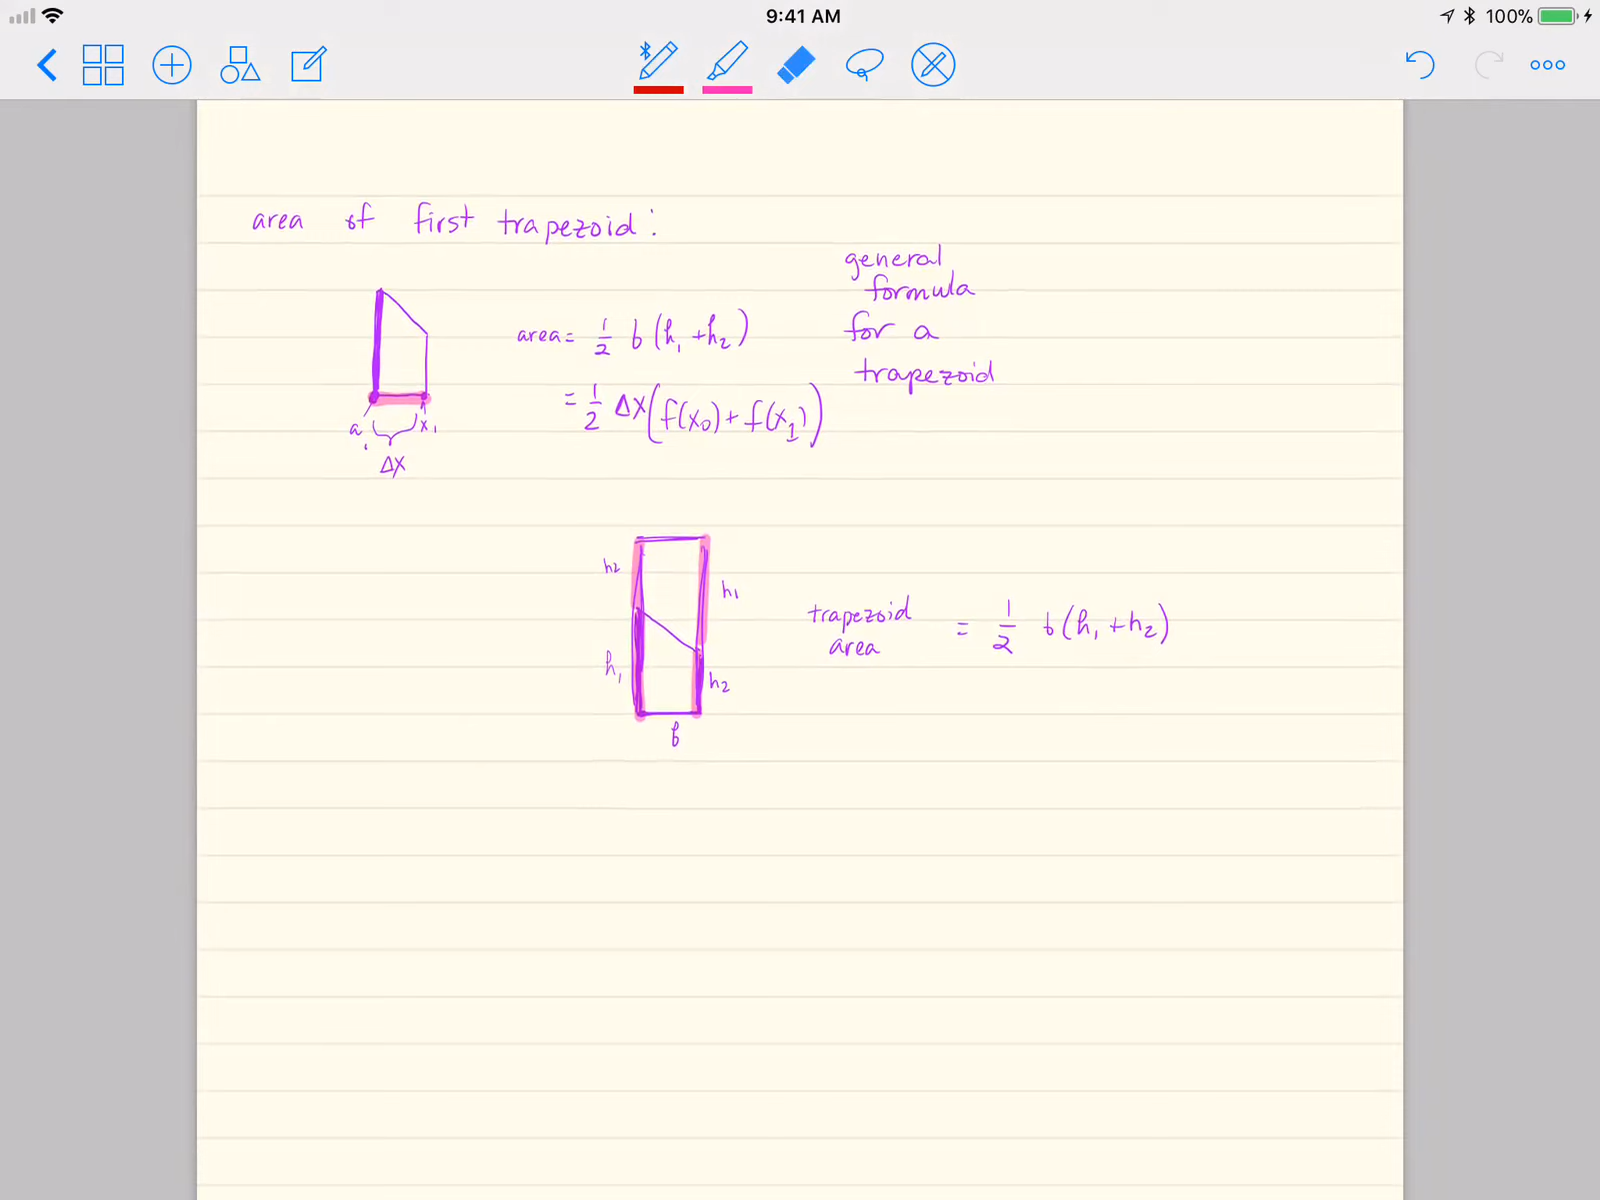 9:41 AM
100%
area of first trapezoid:
general
formula
for a
trapezoid
area = 1/2 b (h₁ + h₂)
= 1/2 Δx (f(x₀) + f(x₁))
a
x₁
Δx
h₂
h₁
h₁
h₂
b
trapezoid
area
= 1/2 b (h₁ + h₂)